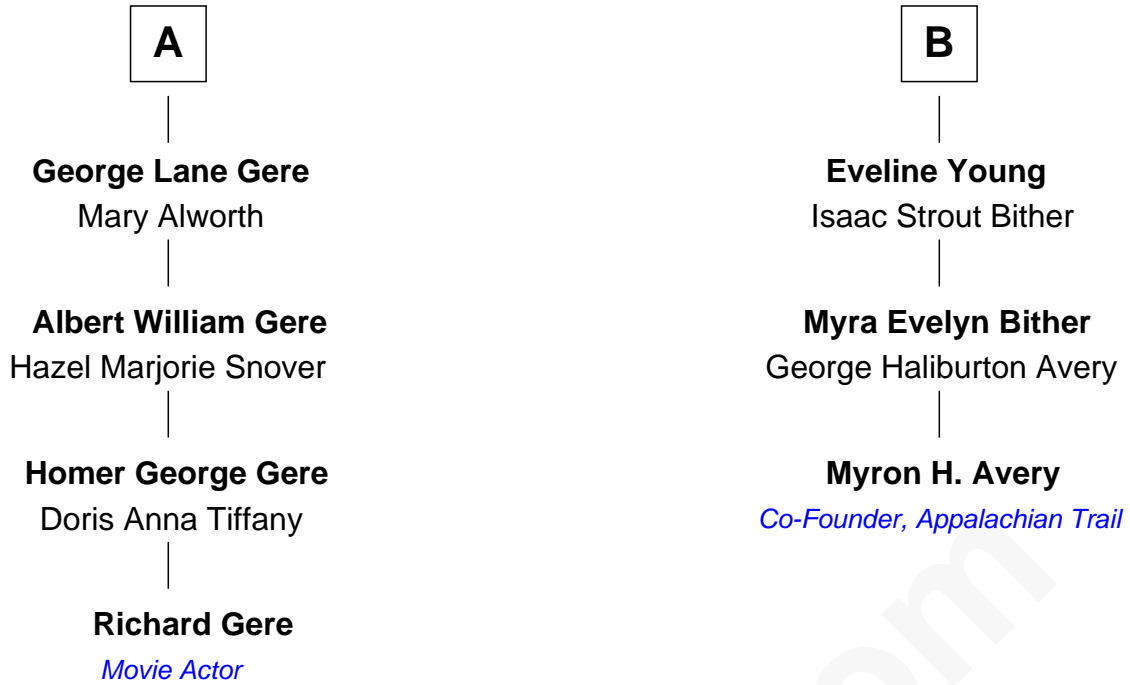 A
George Lane Gere
Mary Alworth
Albert William Gere
Hazel Marjorie Snover
Homer George Gere
Doris Anna Tiffany
Richard Gere
Movie Actor
B
Eveline Young
Isaac Strout Bither
Myra Evelyn Bither
George Haliburton Avery
Myron H. Avery
Co-Founder, Appalachian Trail
om